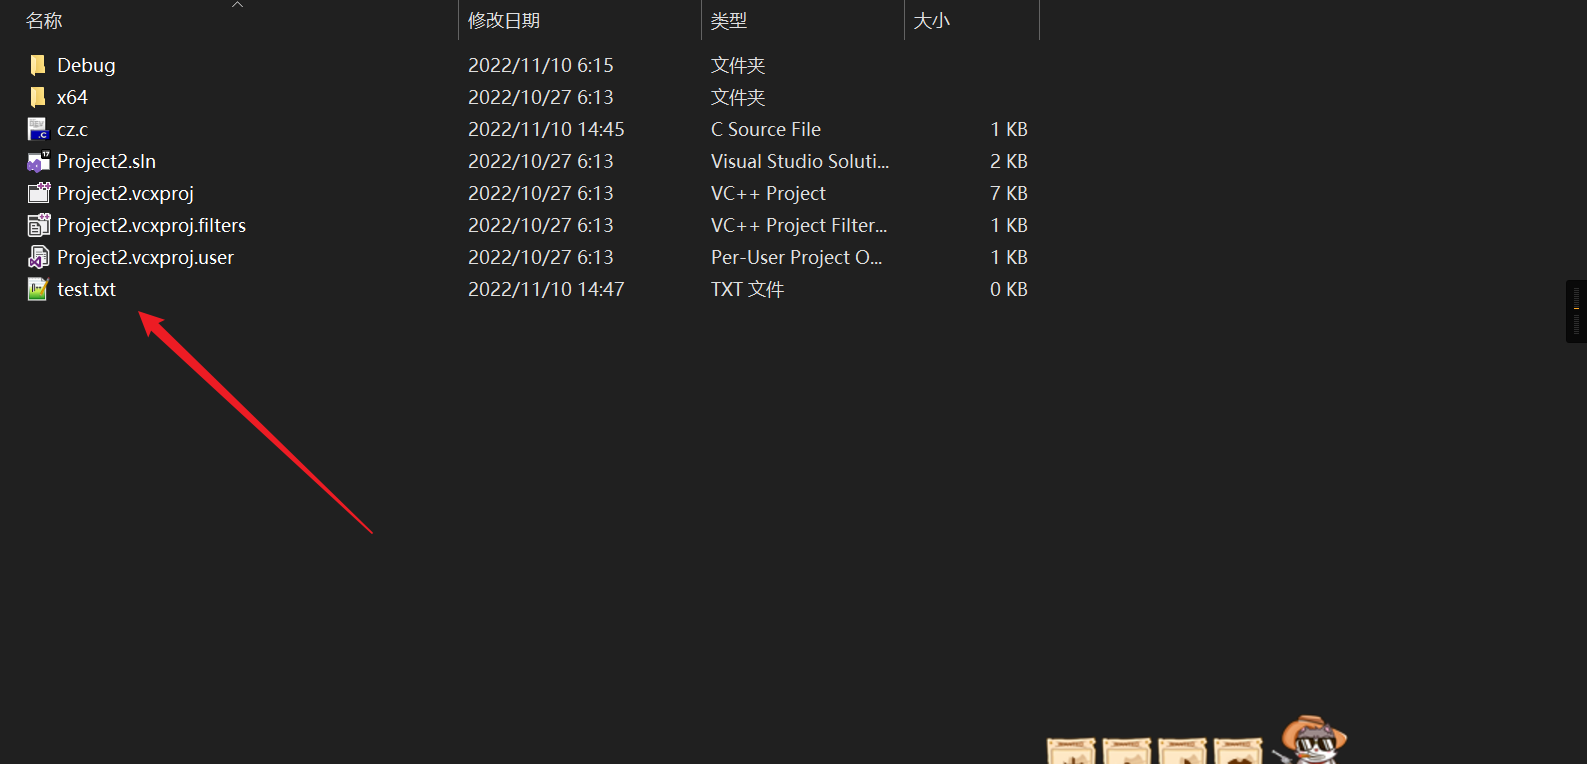 名称 修改日期 类型 大小
Debug 2022/11/10 6:15 文件夹
x64 2022/10/27 6:13 文件夹
cz.c 2022/11/10 14:45 C Source File 1 KB
Project2.sln 2022/10/27 6:13 Visual Studio Soluti... 2 KB
Project2.vcxproj 2022/10/27 6:13 VC++ Project 7 KB
Project2.vcxproj.filters 2022/10/27 6:13 VC++ Project Filter... 1 KB
Project2.vcxproj.user 2022/10/27 6:13 Per-User Project O... 1 KB
test.txt 2022/11/10 14:47 TXT 文件 0 KB